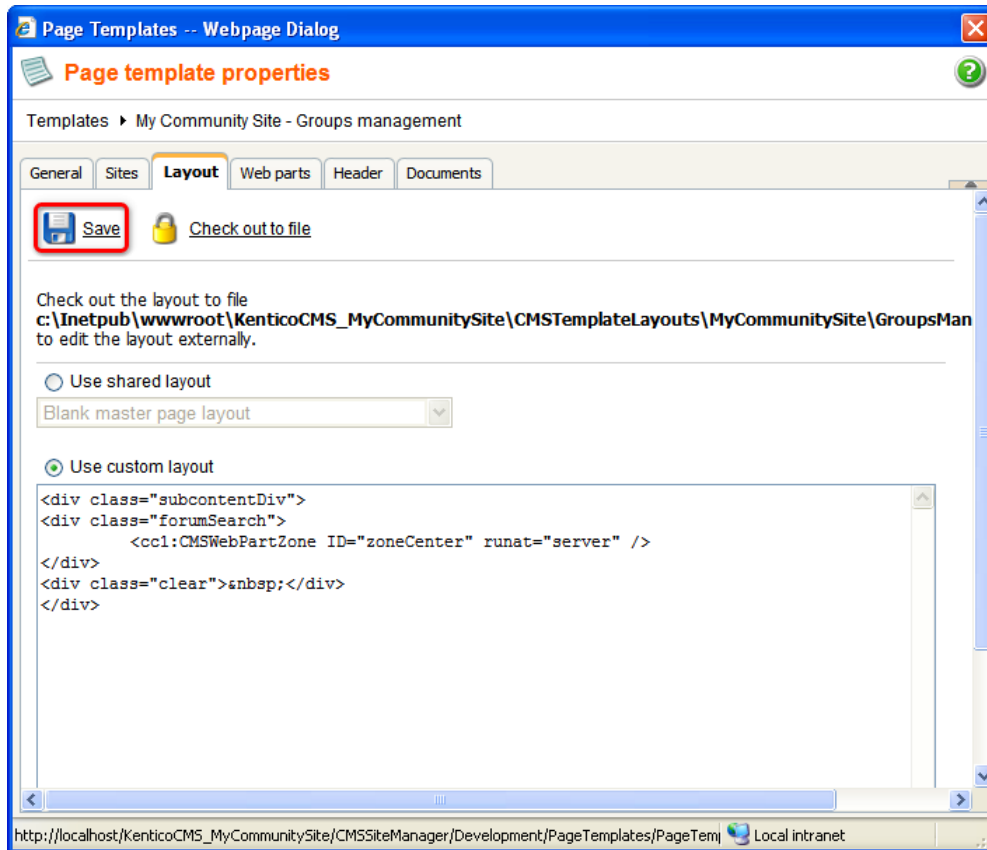 Page Templates -- Webpage Dialog
Page template properties
Templates ▸ My Community Site - Groups management
General Sites Layout Web parts Header Documents
Save Check out to file
Check out the layout to file
c:\Inetpub\wwwroot\KenticoCMS_MyCommunitySite\CMSTemplateLayouts\MyCommunitySite\GroupsMan
to edit the layout externally.
Use shared layout
Blank master page layout
Use custom layout
<div class="subcontentDiv">
<div class="forumSearch">
<cc1:CMSWebPartZone ID="zoneCenter" runat="server" />
</div>
<div class="clear">&nbsp;</div>
</div>
http://localhost/KenticoCMS_MyCommunitySite/CMSSiteManager/Development/PageTemplates/PageTem Local intranet